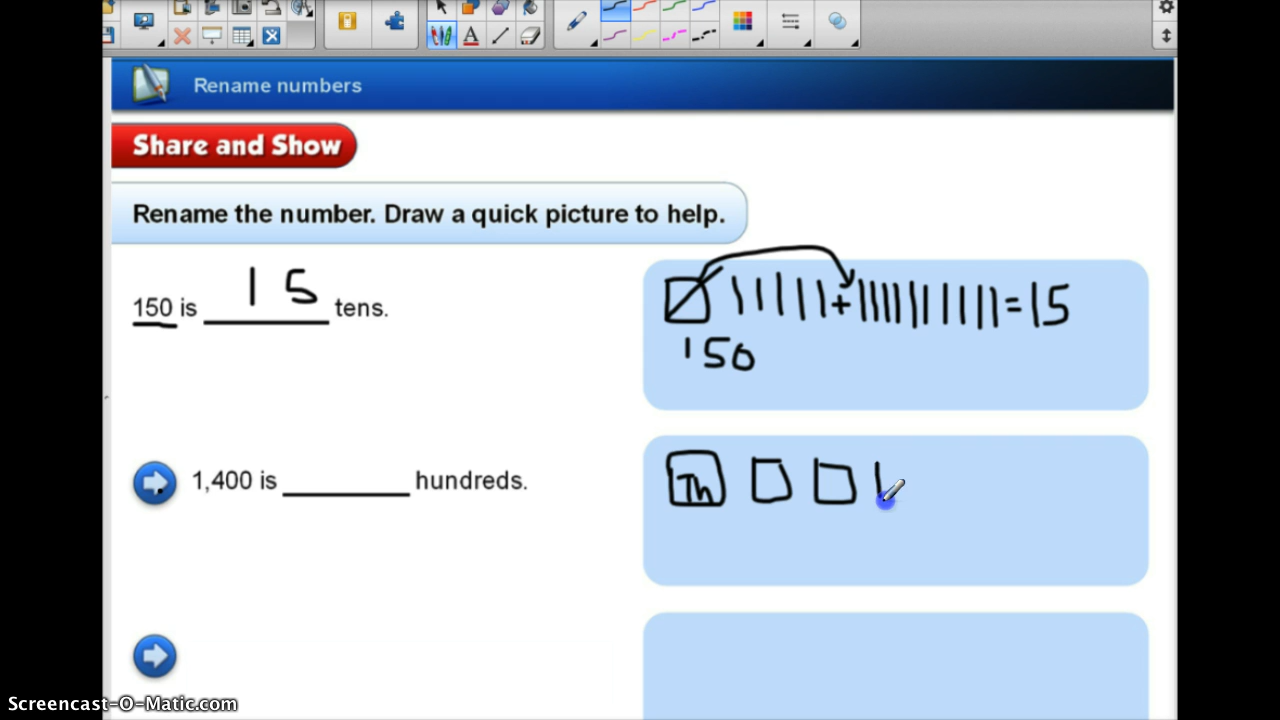 Rename numbers
Share and Show
Rename the number. Draw a quick picture to help.
150 is 15 tens.
+ =15
150
1,400 is ________ hundreds.
Th
Screencast-O-Matic.com